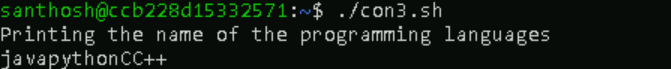 santhosh@ccb228d15332571:~$ ./con3.sh
Printing the name of the programming languages
javapythonCC++